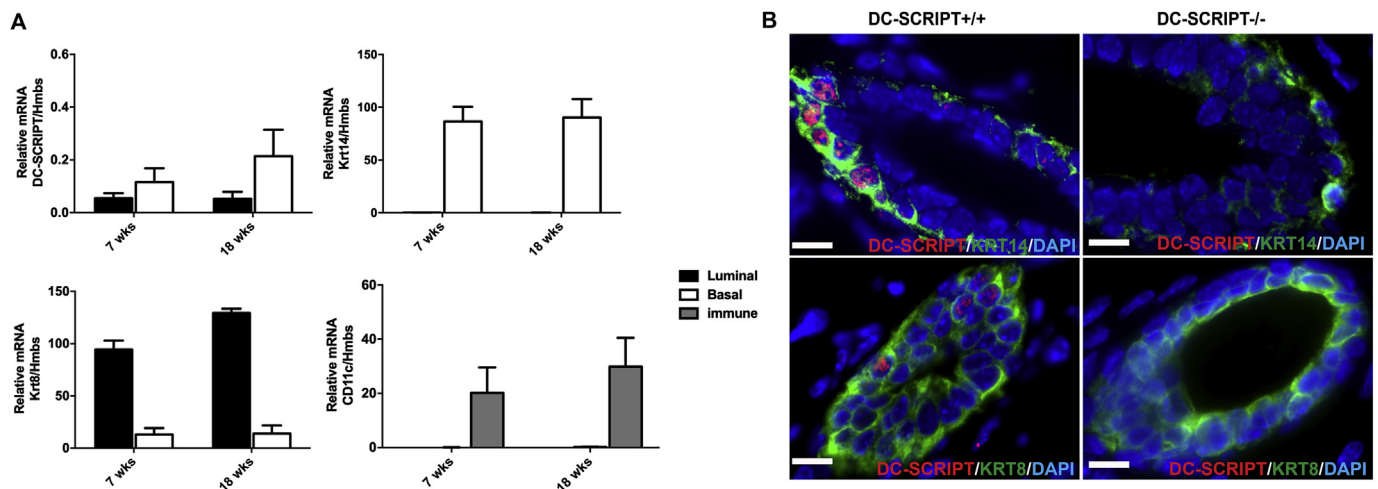 A
Relative mRNA
DC-SCRIPT/Hmbs
0.6
0.4
0.2
0.0
7 wks
18 wks
Relative mRNA
Krt14/Hmbs
150
100
50
0
7 wks
18 wks
Relative mRNA
Krt8/Hmbs
150
100
50
0
7 wks
18 wks
Relative mRNA
CD11c/Hmbs
60
40
20
0
7 wks
18 wks
Luminal
Basal
immune
B
DC-SCRIPT+/+
DC-SCRIPT-/-
DC-SCRIPT/KRT14/DAPI
DC-SCRIPT/KRT14/DAPI
DC-SCRIPT/KRT8/DAPI
DC-SCRIPT/KRT8/DAPI